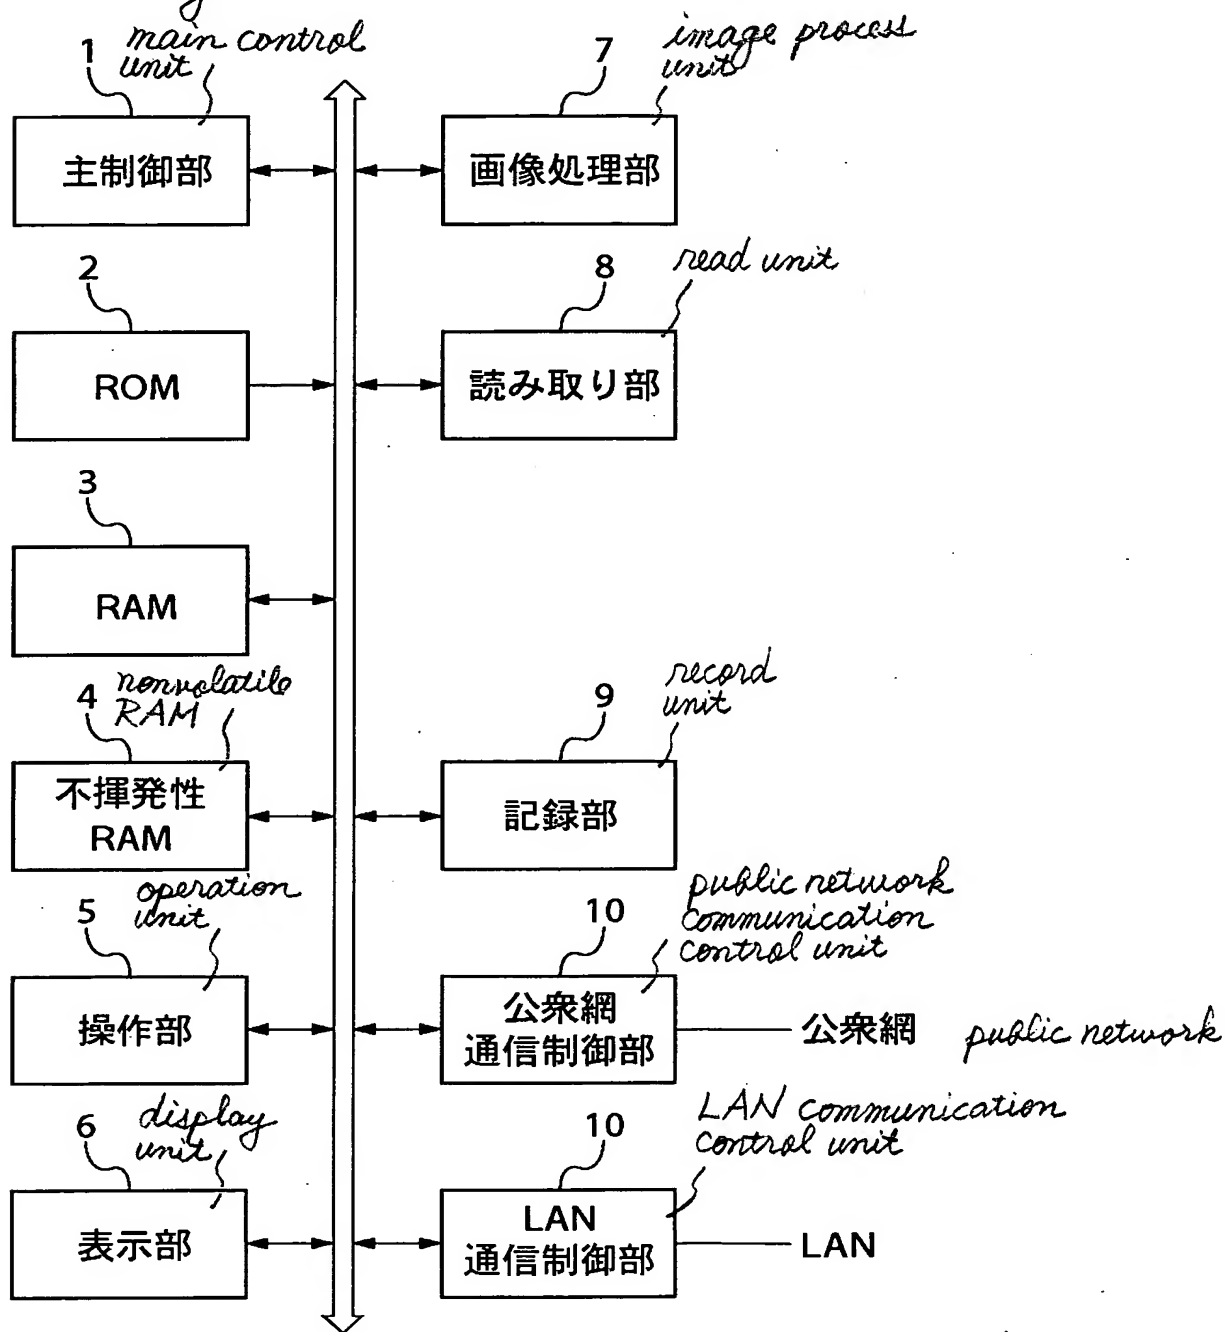 1
main control
unit
主制御部
7
image process
unit
画像処理部
2
ROM
8
read unit
読み取り部
3
RAM
4
nonvolatile
RAM
不揮発性
RAM
9
record
unit
記録部
5
operation
unit
操作部
10
public network
communication
control unit
公衆網
通信制御部
公衆網
public network
6
display
unit
表示部
10
LAN communication
control unit
LAN
通信制御部
LAN